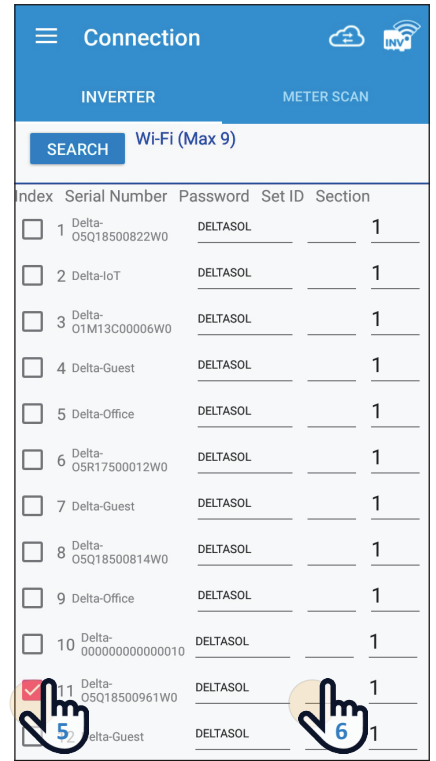 Connection
INV
INVERTER METER SCAN
SEARCH Wi-Fi (Max 9)
Index Serial Number Password Set ID Section
1 Delta-
O5Q18500822W0 DELTASOL 1
2 Delta-IoT DELTASOL 1
3 Delta-
O1M13C00006W0 DELTASOL 1
4 Delta-Guest DELTASOL 1
5 Delta-Office DELTASOL 1
6 Delta-
O5R17500012W0 DELTASOL 1
7 Delta-Guest DELTASOL 1
8 Delta-
O5Q18500814W0 DELTASOL 1
9 Delta-Office DELTASOL 1
10 Delta-
000000000000010 DELTASOL 1
11 Delta-
O5Q18500961W0 DELTASOL 1
5 6
2 elta-Guest DELTASOL 1